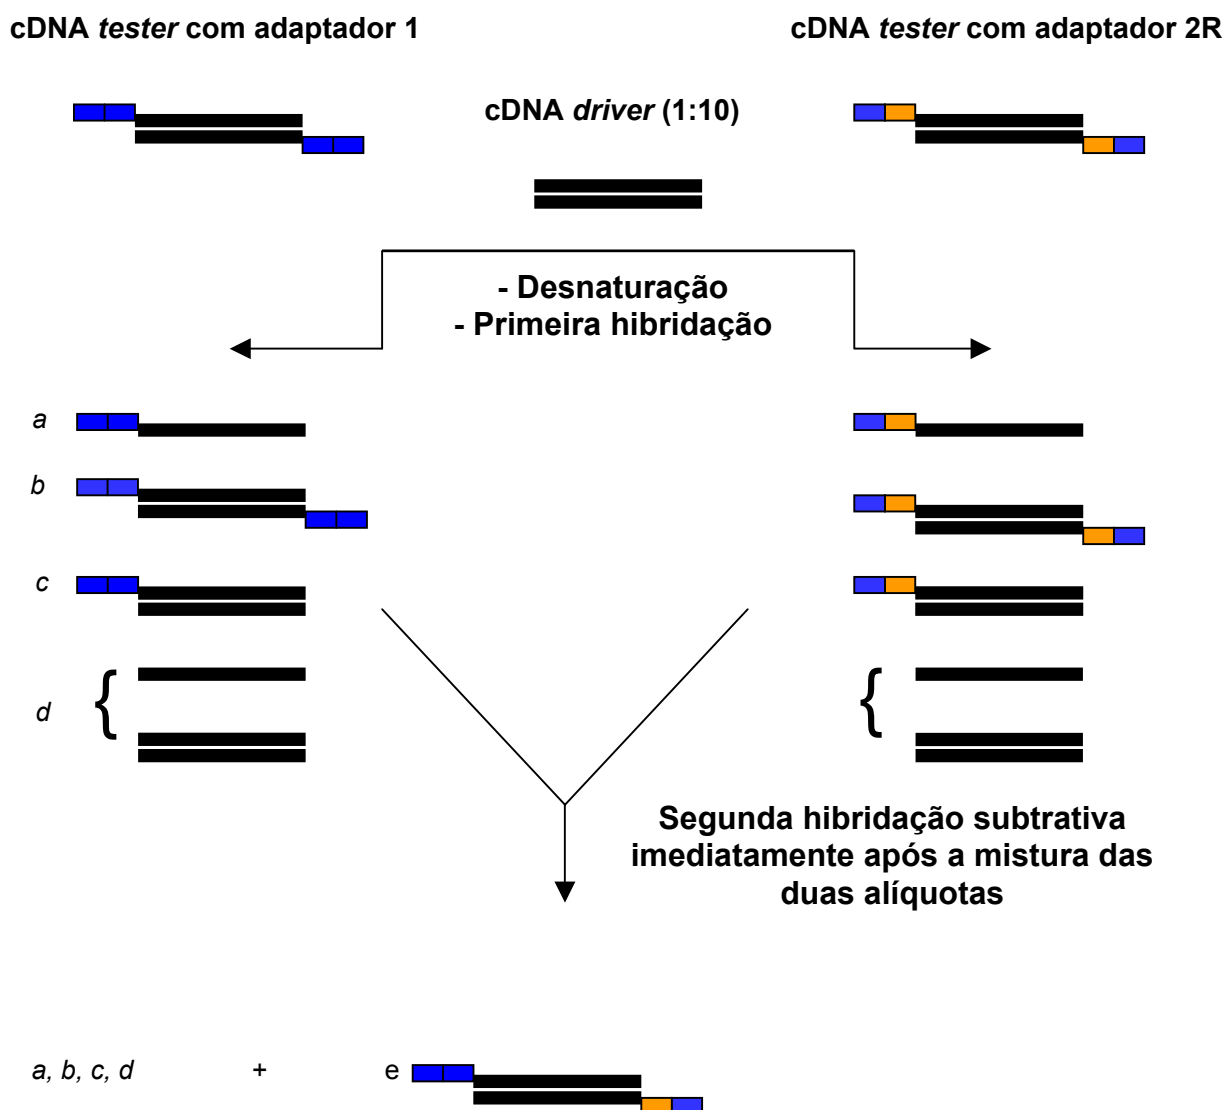 cDNA tester com adaptador 1
cDNA tester com adaptador 2R
cDNA driver (1:10)
- Desnaturação
- Primeira hibridação
a
b
c
{
{
d
Segunda hibridação subtrativa
imediatamente após a mistura das
duas alíquotas
a, b, c, d + e